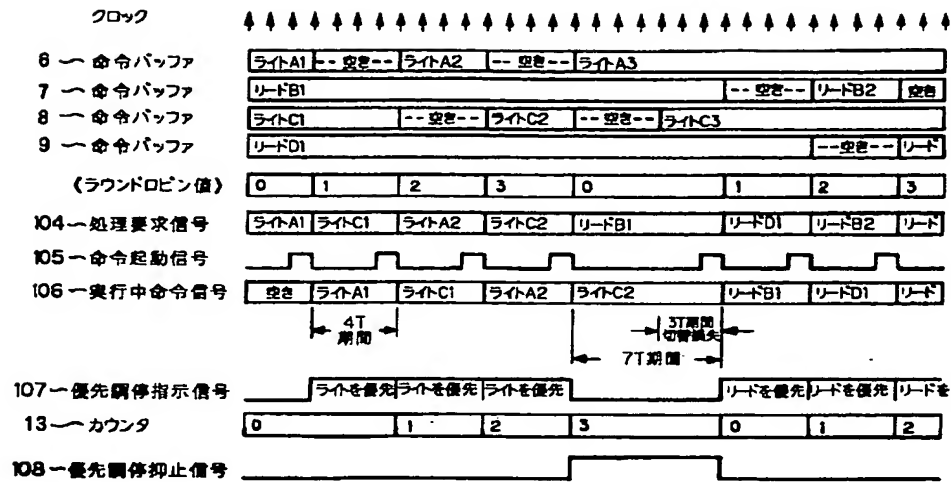 クロック
6 命令バッファ ライトA1 --空き-- ライトA2 --空き-- ライトA3
7 命令バッファ リードB1 --空き-- リードB2 空き
8 命令バッファ ライトC1 --空き-- ライトC2 --空き-- ライトC3
9 命令バッファ リードD1 --空き-- リード
《ラウンドロビン値》 0 1 2 3 0 1 2 3
104 処理要求信号 ライトA1 ライトC1 ライトA2 ライトC2 リードB1 リードD1 リードB2 リード
105 命令起動信号
106 実行中命令信号 空き ライトA1 ライトC1 ライトA2 ライトC2 リードB1 リードD1 リード
4T 期間
3T期間 切替損失
7T期間
107 優先調停指示信号 ライトを優先 ライトを優先 ライトを優先 リードを優先 リードを優先 リードを
13 カウンタ 0 1 2 3 0 1 2
108 優先調停抑止信号